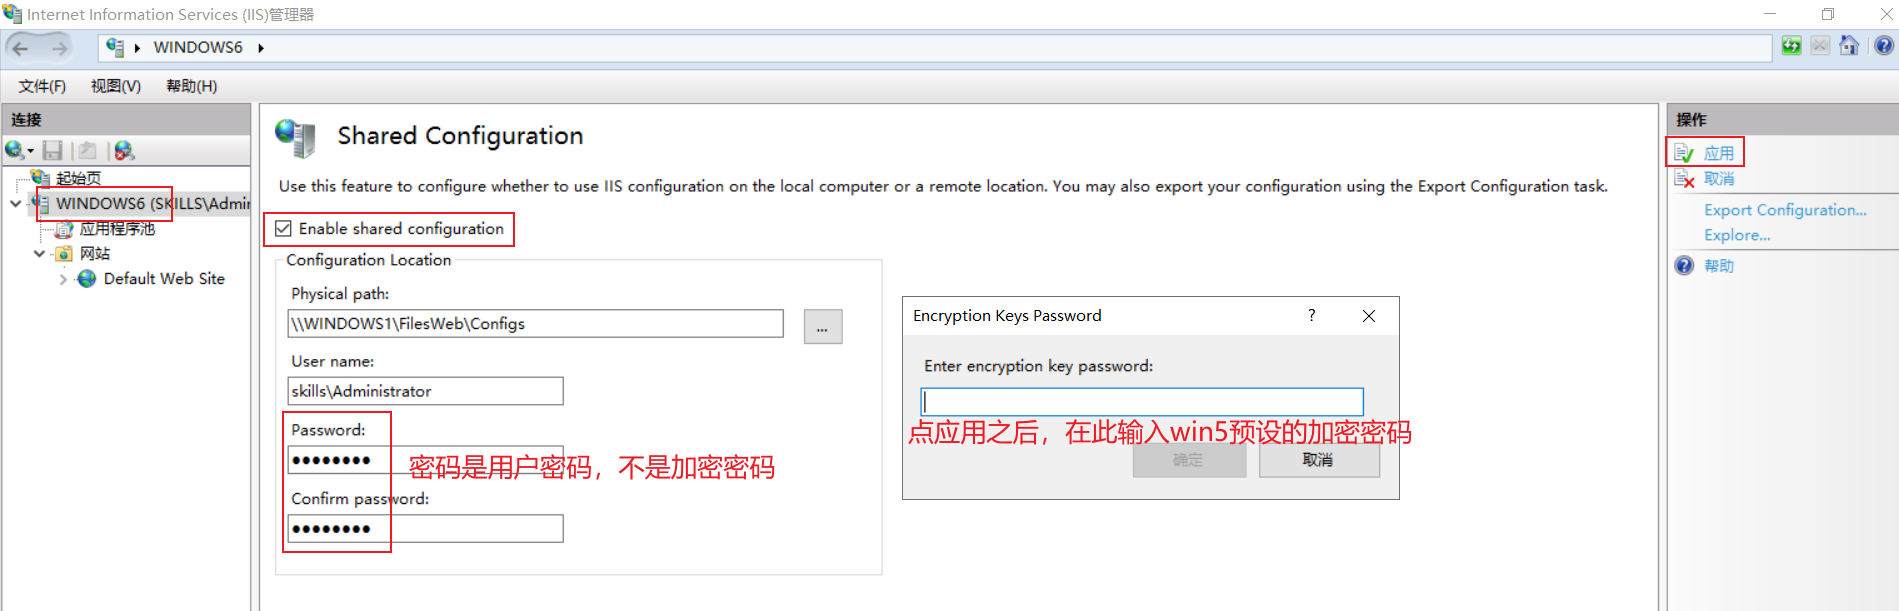 Internet Information Services (IIS)管理器
WINDOWS6
文件(F) 视图(V) 帮助(H)
连接
起始页
WINDOWS6 (SKILLS\Admin
应用程序池
网站
Default Web Site
Shared Configuration
Use this feature to configure whether to use IIS configuration on the local computer or a remote location. You may also export your configuration using the Export Configuration task.
Enable shared configuration
Configuration Location
Physical path:
\\WINDOWS1\FilesWeb\Configs
...
User name:
skills\Administrator
Password:
●●●●●●●●
密码是用户密码，不是加密密码
Confirm password:
●●●●●●●●
Encryption Keys Password
?
Enter encryption key password:
点应用之后，在此输入win5预设的加密密码
确定 取消
操作
应用
取消
Export Configuration...
Explore...
帮助